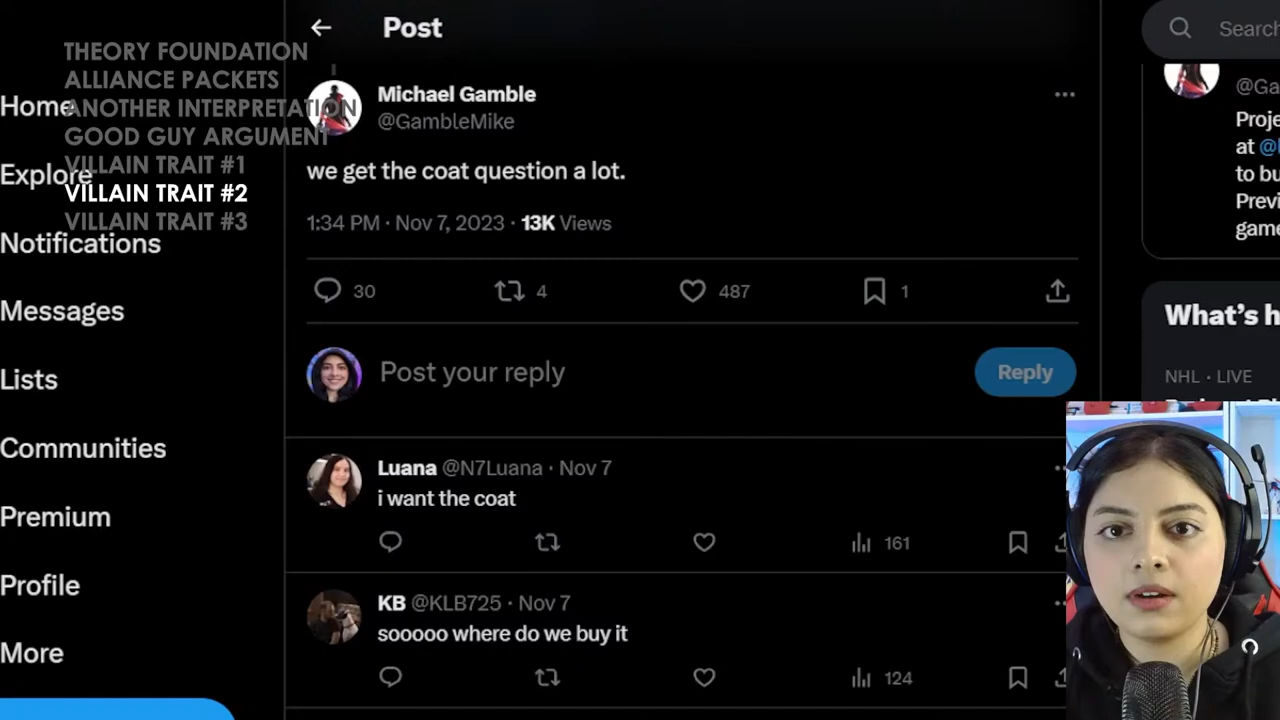 THEORY FOUNDATION
ALLIANCE PACKETS
ANOTHER INTERPRETATION
GOOD GUY ARGUMENT
VILLAIN TRAIT #1
VILLAIN TRAIT #2
VILLAIN TRAIT #3
Home
Explore
Notifications
Messages
Lists
Communities
Premium
Profile
More
Post
Michael Gamble
@GambleMike
we get the coat question a lot.
1:34 PM · Nov 7, 2023 · 13K Views
30 4 487 1
Post your reply
Reply
Luana @N7Luana · Nov 7
i want the coat
161
KB @KLB725 · Nov 7
sooooo where do we buy it
124
Search
@Ga
Proje
at @
to bu
Previ
game
What's h
NHL · LIVE